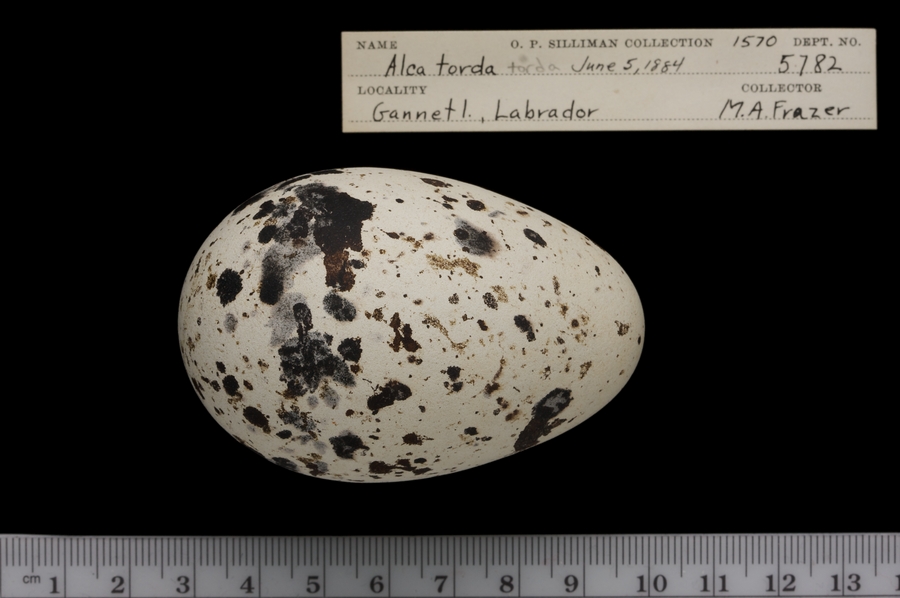 NAME O. P. SILLIMAN COLLECTION 1570 DEPT. NO.
Alca torda torda June 5, 1884 5782
LOCALITY COLLECTOR
Gannet I., Labrador M.A. Frazer
cm 1 2 3 4 5 6 7 8 9 10 11 12 13